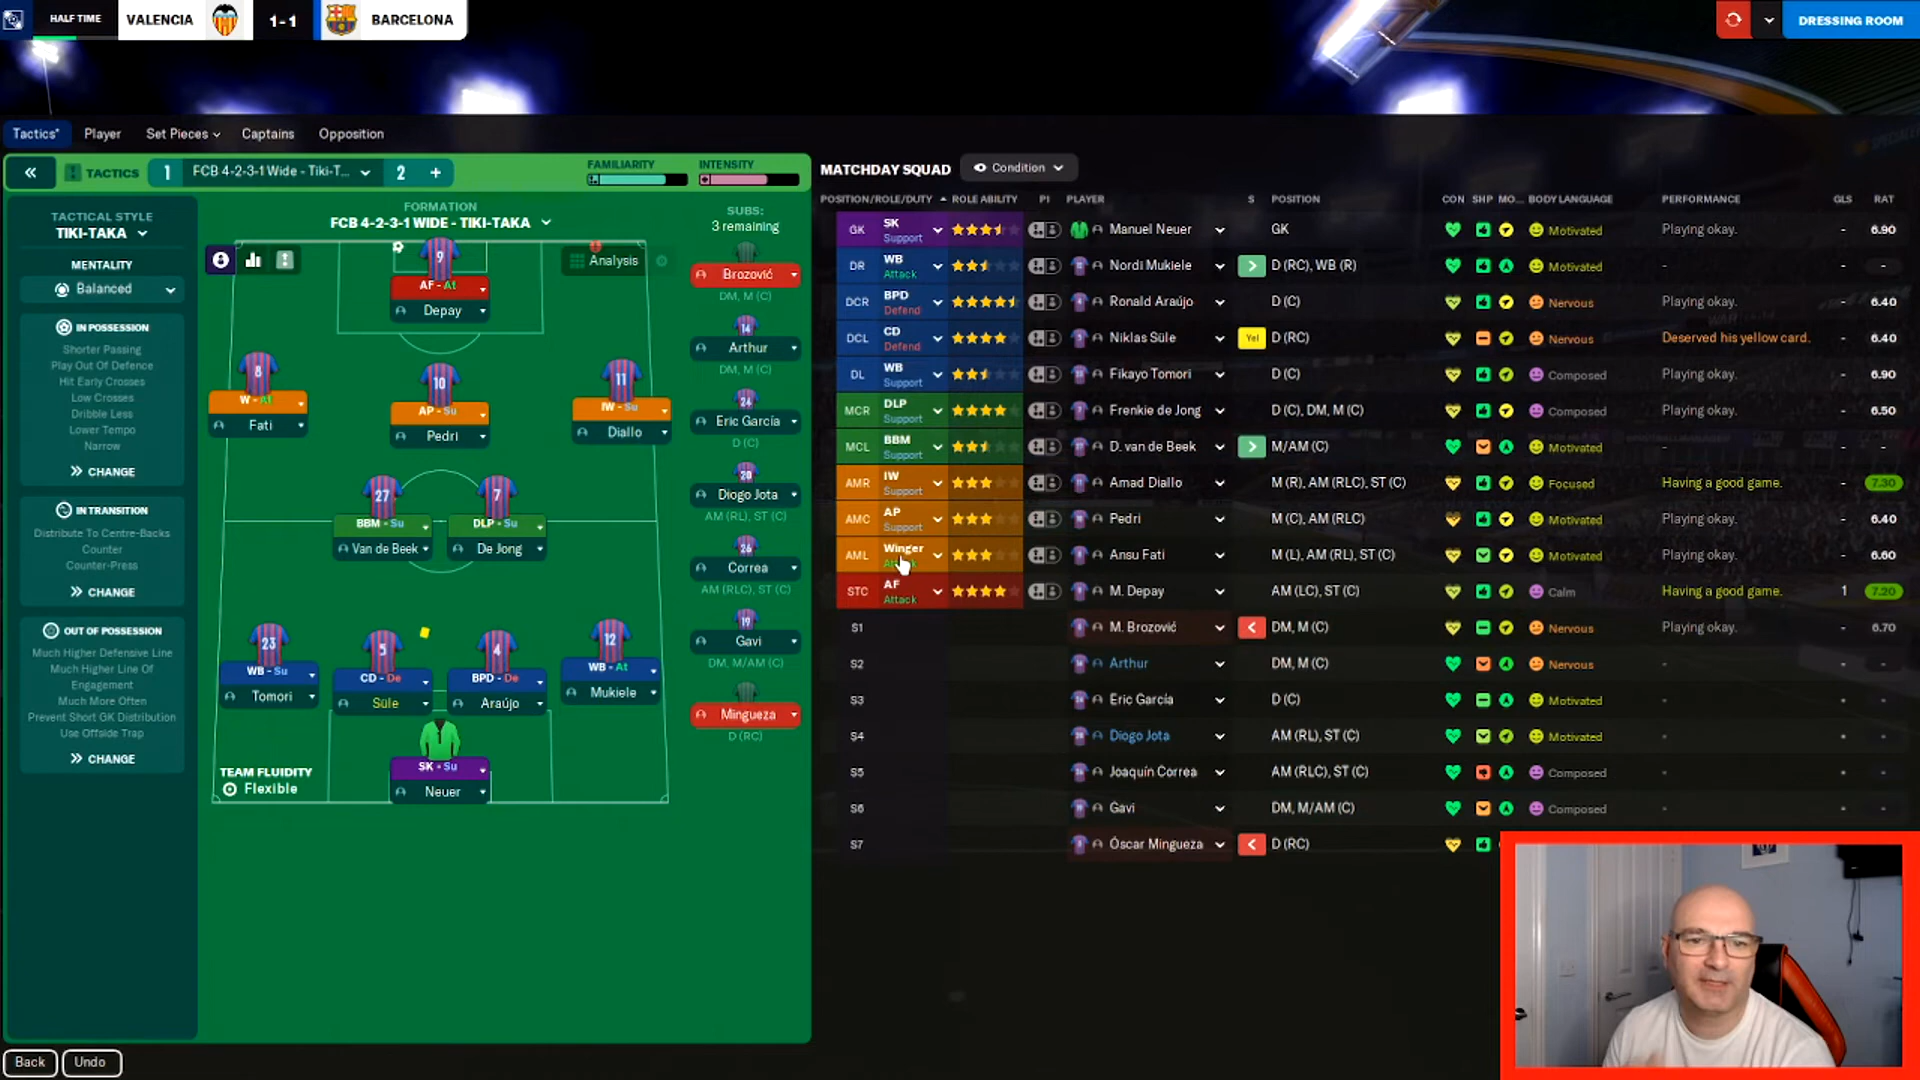 HALF TIME
VALENCIA
1-1
BARCELONA
DRESSING ROOM
Tactics*
Player
Set Pieces
Captains
Opposition
TACTICS
1
FCB 4-2-3-1 Wide - Tiki-T...
2
+
FAMILIARITY
INTENSITY
TACTICAL STYLE
TIKI-TAKA
MENTALITY
Balanced
IN POSSESSION
Shorter Passing
Play Out Of Defence
Hit Early Crosses
Low Crosses
Dribble Less
Lower Tempo
Narrow
CHANGE
IN TRANSITION
Distribute To Centre-Backs
Counter
Counter-Press
CHANGE
OUT OF POSSESSION
Much Higher Defensive Line
Much Higher Line Of
Engagement
Much More Often
Prevent Short GK Distribution
Use Offside Trap
CHANGE
FORMATION
FCB 4-2-3-1 WIDE - TIKI-TAKA
Analysis
9
AF - At
Depay
8
W - At
Fati
10
AP - Su
Pedri
11
IW - Su
Diallo
27
BBM - Su
Van de Beek
7
DLP - Su
De Jong
23
WB - Su
Tomori
5
CD - De
Süle
4
BPD - De
Araújo
12
WB - At
Mukiele
SK - Su
Neuer
TEAM FLUIDITY
Flexible
SUBS:
3 remaining
Brozović
DM, M (C)
14
Arthur
DM, M (C)
24
Eric García
D (C)
20
Diogo Jota
AM (RL), ST (C)
26
Correa
AM (RLC), ST (C)
19
Gavi
DM, M/AM (C)
Mingueza
D (RC)
MATCHDAY SQUAD
Condition
POSITION/ROLE/DUTY ROLE ABILITY PI PLAYER S POSITION CON SHP MO... BODY LANGUAGE PERFORMANCE GLS RAT
GK SK Support Manuel Neuer GK Motivated Playing okay. - 6.90
DR WB Attack Nordi Mukiele D (RC), WB (R) Motivated - - -
DCR BPD Defend Ronald Araújo D (C) Nervous Playing okay. - 6.40
DCL CD Defend Niklas Süle Yel D (RC) Nervous Deserved his yellow card. - 6.40
DL WB Support Fikayo Tomori D (C) Composed Playing okay. - 6.90
MCR DLP Support Frenkie de Jong D (C), DM, M (C) Composed Playing okay. - 6.50
MCL BBM Support D. van de Beek M/AM (C) Motivated - - -
AMR IW Support Amad Diallo M (R), AM (RLC), ST (C) Focused Having a good game. - 7.30
AMC AP Support Pedri M (C), AM (RLC) Motivated Playing okay. - 6.40
AML Winger Ansu Fati M (L), AM (RL), ST (C) Motivated Playing okay. - 6.60
STC AF Attack M. Depay AM (LC), ST (C) Calm Having a good game. 1 7.20
S1 M. Brozović DM, M (C) Nervous Playing okay. - 6.70
S2 Arthur DM, M (C) Nervous - - -
S3 Eric García D (C) Motivated - - -
S4 Diogo Jota AM (RL), ST (C) Motivated - - -
S5 Joaquín Correa AM (RLC), ST (C) Composed - - -
S6 Gavi DM, M/AM (C) Composed - - -
S7 Óscar Mingueza D (RC)
Back
Undo